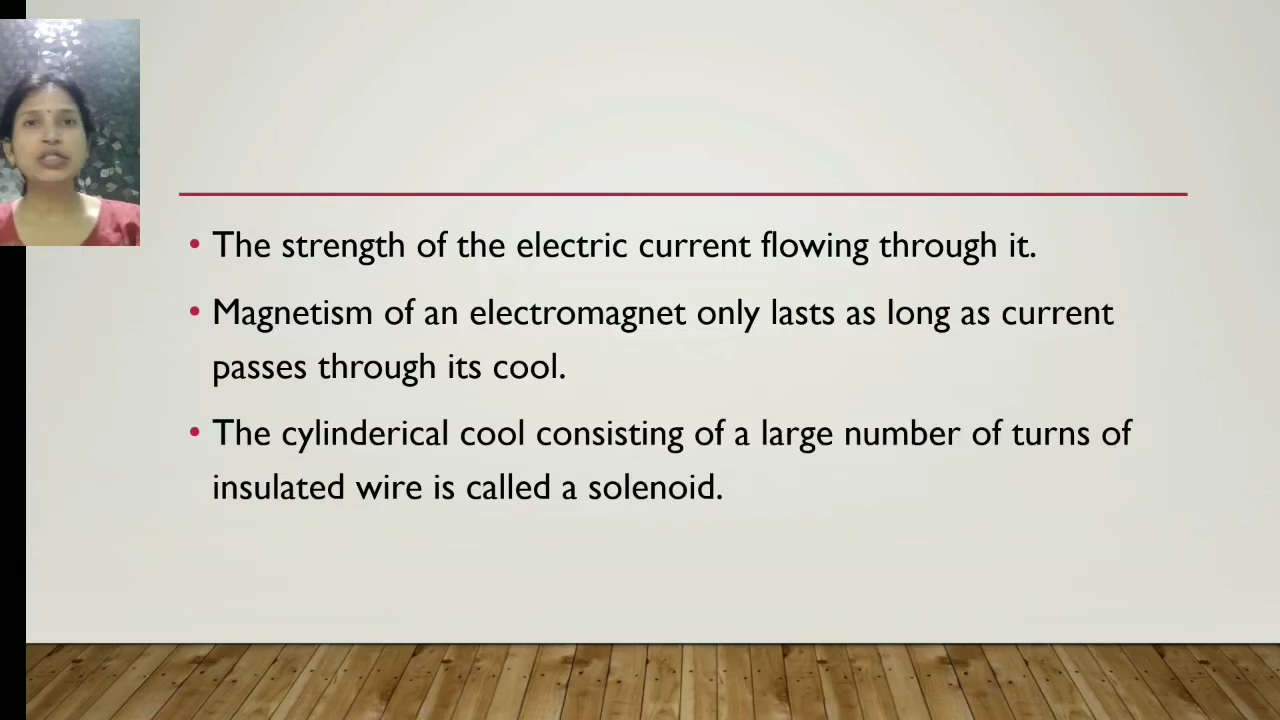 • The strength of the electric current flowing through it.
• Magnetism of an electromagnet only lasts as long as current
passes through its cool.
• The cylinderical cool consisting of a large number of turns of
insulated wire is called a solenoid.